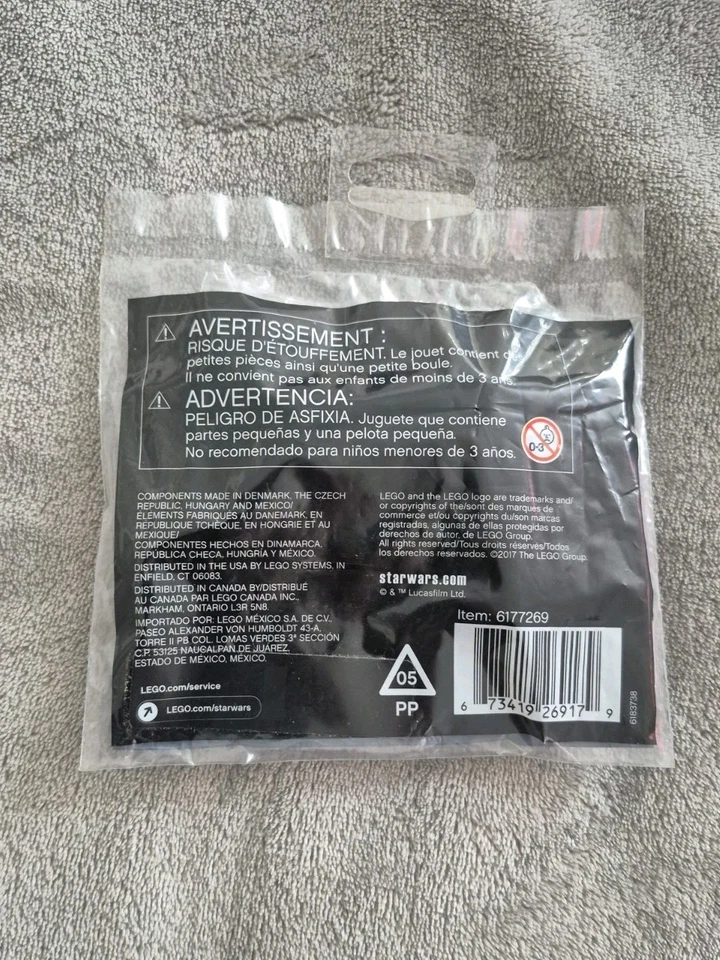 AVERTISSEMENT :
RISQUE D'ÉTOUFFEMENT. Le jouet contient de
petites pièces ainsi qu'une petite boule.
Il ne convient pas aux enfants de moins de 3 ans.
ADVERTENCIA:
PELIGRO DE ASFIXIA. Juguete que contiene
partes pequeñas y una pelota pequeña.
No recomendado para niños menores de 3 años.
0-3
COMPONENTS MADE IN DENMARK, THE CZECH
REPUBLIC, HUNGARY AND MEXICO/
ÉLÉMENTS FABRIQUÉS AU DANEMARK, EN
RÉPUBLIQUE TCHÈQUE, EN HONGRIE ET AU
MEXIQUE/
COMPONENTES HECHOS EN DINAMARCA,
REPÚBLICA CHECA, HUNGRÍA Y MÉXICO.
DISTRIBUTED IN THE USA BY LEGO SYSTEMS, IN
ENFIELD, CT 06083.
DISTRIBUTED IN CANADA BY/DISTRIBUÉ
AU CANADA PAR LEGO CANADA INC.,
MARKHAM, ONTARIO L3R 5N8.
IMPORTADO POR: LEGO MÉXICO S.A. DE C.V.,
PASEO ALEXANDER VON HUMBOLDT 43-A,
TORRE II PB COL. LOMAS VERDES 3ª SECCIÓN
C.P. 53125 NAUCALPAN DE JUAREZ,
ESTADO DE MÉXICO, MÉXICO.
LEGO.com/service
LEGO.com/starwars
LEGO and the LEGO logo are trademarks and/
or copyrights of the/sont des marques de
commerce et/ou copyrights du/son marcas
registradas, algunas de ellas protegidas por
derechos de autor, de LEGO Group.
All rights reserved/Tous droits réservés/Todos
los derechos reservados. ©2017 The LEGO Group.
starwars.com
© & ™ Lucasfilm Ltd.
Item: 6177269
05
PP
6 73419 26917 9
6183738